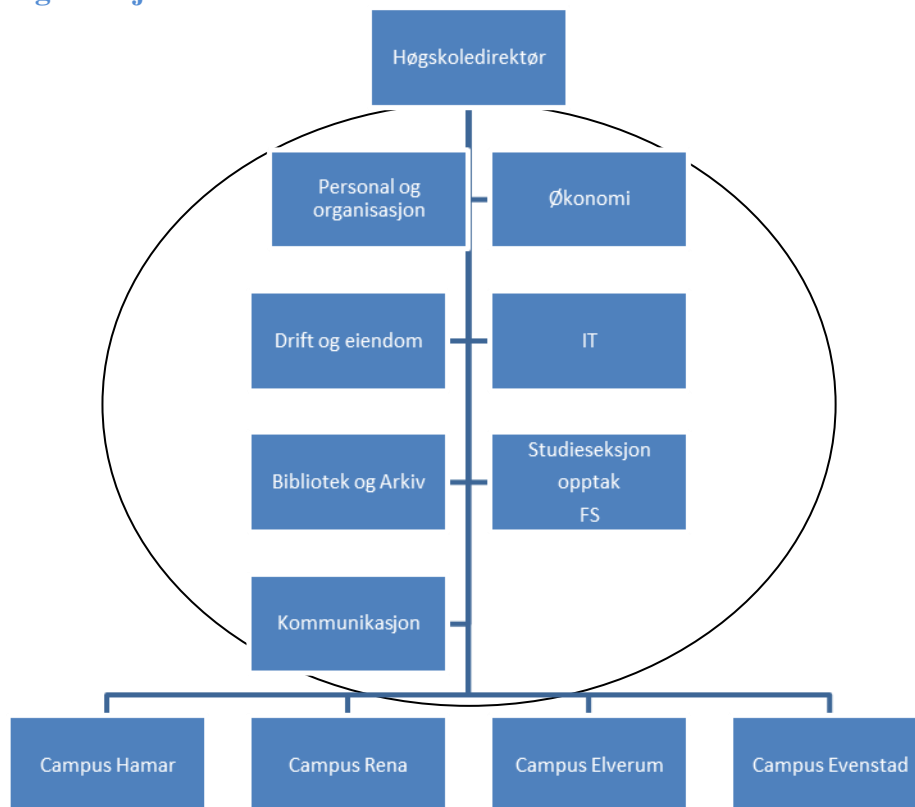 Høgskoledirektør
Personal og
organisasjon
Økonomi
Drift og eiendom
IT
Bibliotek og Arkiv
Studieseksjon
opptak
FS
Kommunikasjon
Campus Hamar
Campus Rena
Campus Elverum
Campus Evenstad